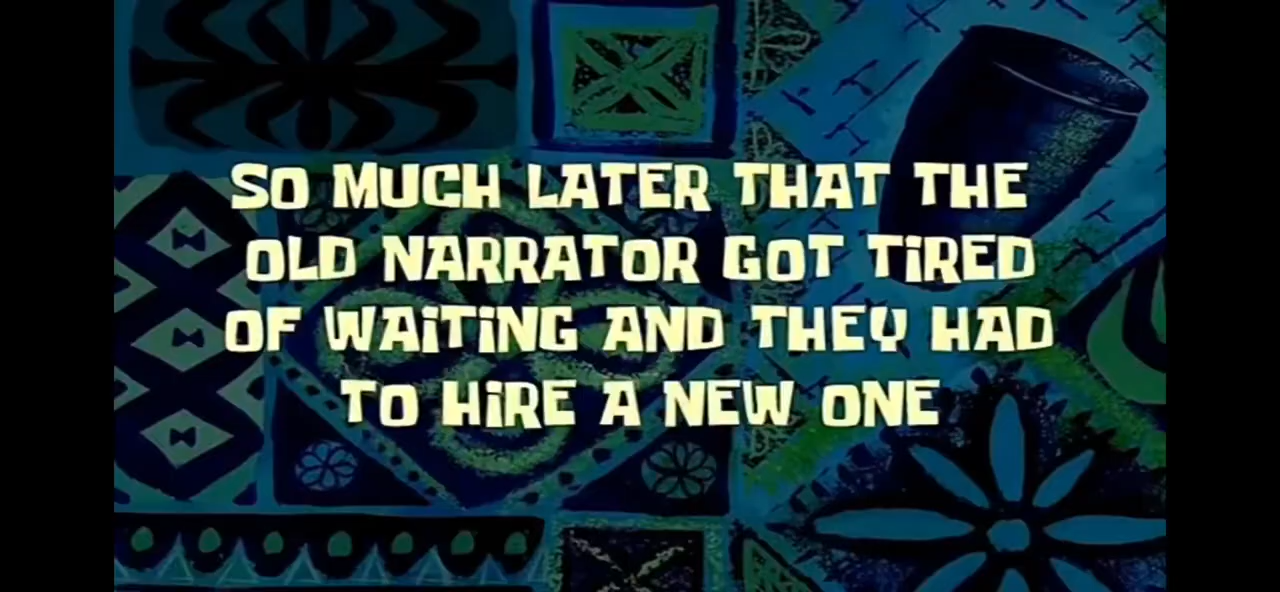 SO MUCH LATER THAT THE
OLD NARRATOR GOT TiRED
OF WAiTiNG AND THEY HAD
TO HiRE A NEW ONE